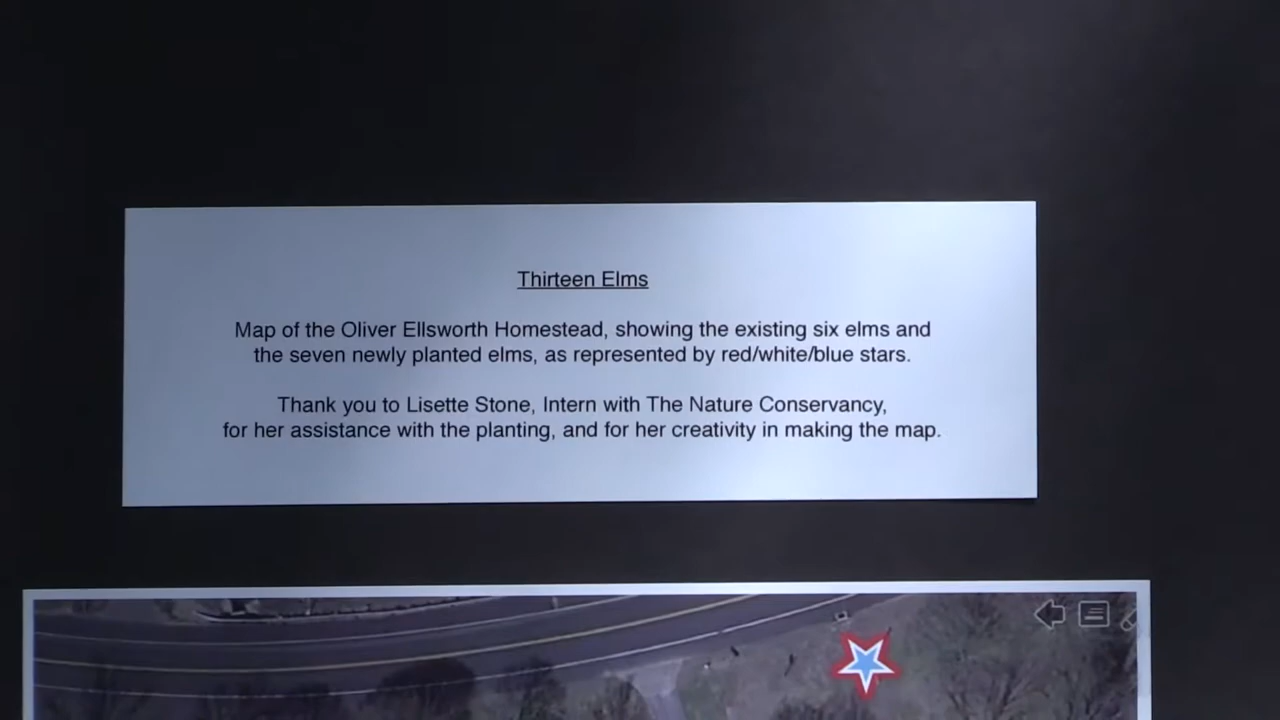 Thirteen Elms
Map of the Oliver Ellsworth Homestead, showing the existing six elms and
the seven newly planted elms, as represented by red/white/blue stars.
Thank you to Lisette Stone, Intern with The Nature Conservancy,
for her assistance with the planting, and for her creativity in making the map.